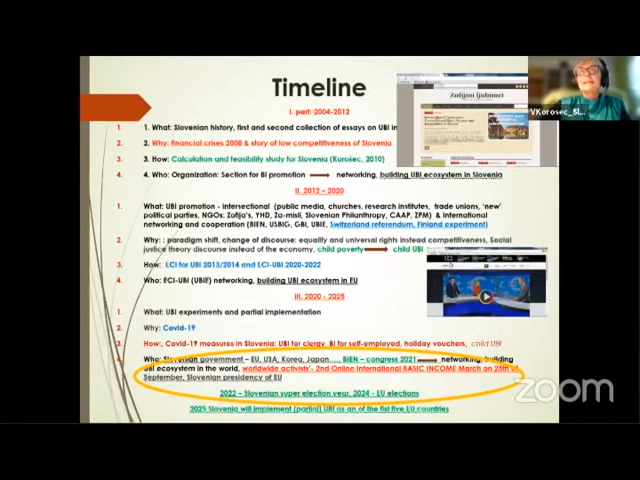 Timeline
I. part: 2004-2012
1. 1. What: Slovenian history, first and second collection of essays on UBI in
2. 2. Why: financial crises 2008 & story of low competitiveness of Slovenia
3. 3. How: Calculation and feasibility study for Slovenia (Korošec, 2010)
4. 4. Who: Organization: Section for BI promotion networking, building UBI ecosystem in Slovenia
II. 2012 – 2020
1. What: UBI promotion - intersectional (public media, churches, research institutes, trade unions, 'new'
political parties, NGOs: Zofija's, YHD, Za-misli, Slovenian Philanthropy, CAAP, ZPM) & international
networking and cooperation (BIEN, USBIG, GBI, UBIE, Switzerland referendum, Finland experiment)
2. Why: : paradigm shift, change of discourse: equality and universal rights instead competitiveness, Social
justice theory discourse instead of the economy, child poverty child UBI
3. How: ECI for UBI 2013/2014 and ECI-UBI 2020-2022
4. Who: ECI-UBI (UBIE) networking, building UBI ecosystem in EU
III. 2020 - 2025
1. What: UBI experiments and partial implementation
2. Why: Covid-19
3. How:, Covid-19 measures in Slovenia: UBI for clergy, BI for self-employed, holiday vouchers, child UBI
4. Who: Slovenian government – EU, USA, Korea, Japan...., BIEN – congress 2021 networking, building
UBI ecosystem in the world, worldwide activists'- 2nd Online International BASIC INCOME March on 25th of
September, Slovenian presidency of EU
2022 – Slovenian super election year, 2024 - EU elections
2025 Slovenia will implement (partial) UBI as one of the fist five EU countries
Zofijini ljubimci
VKorosec_SI...
zoom